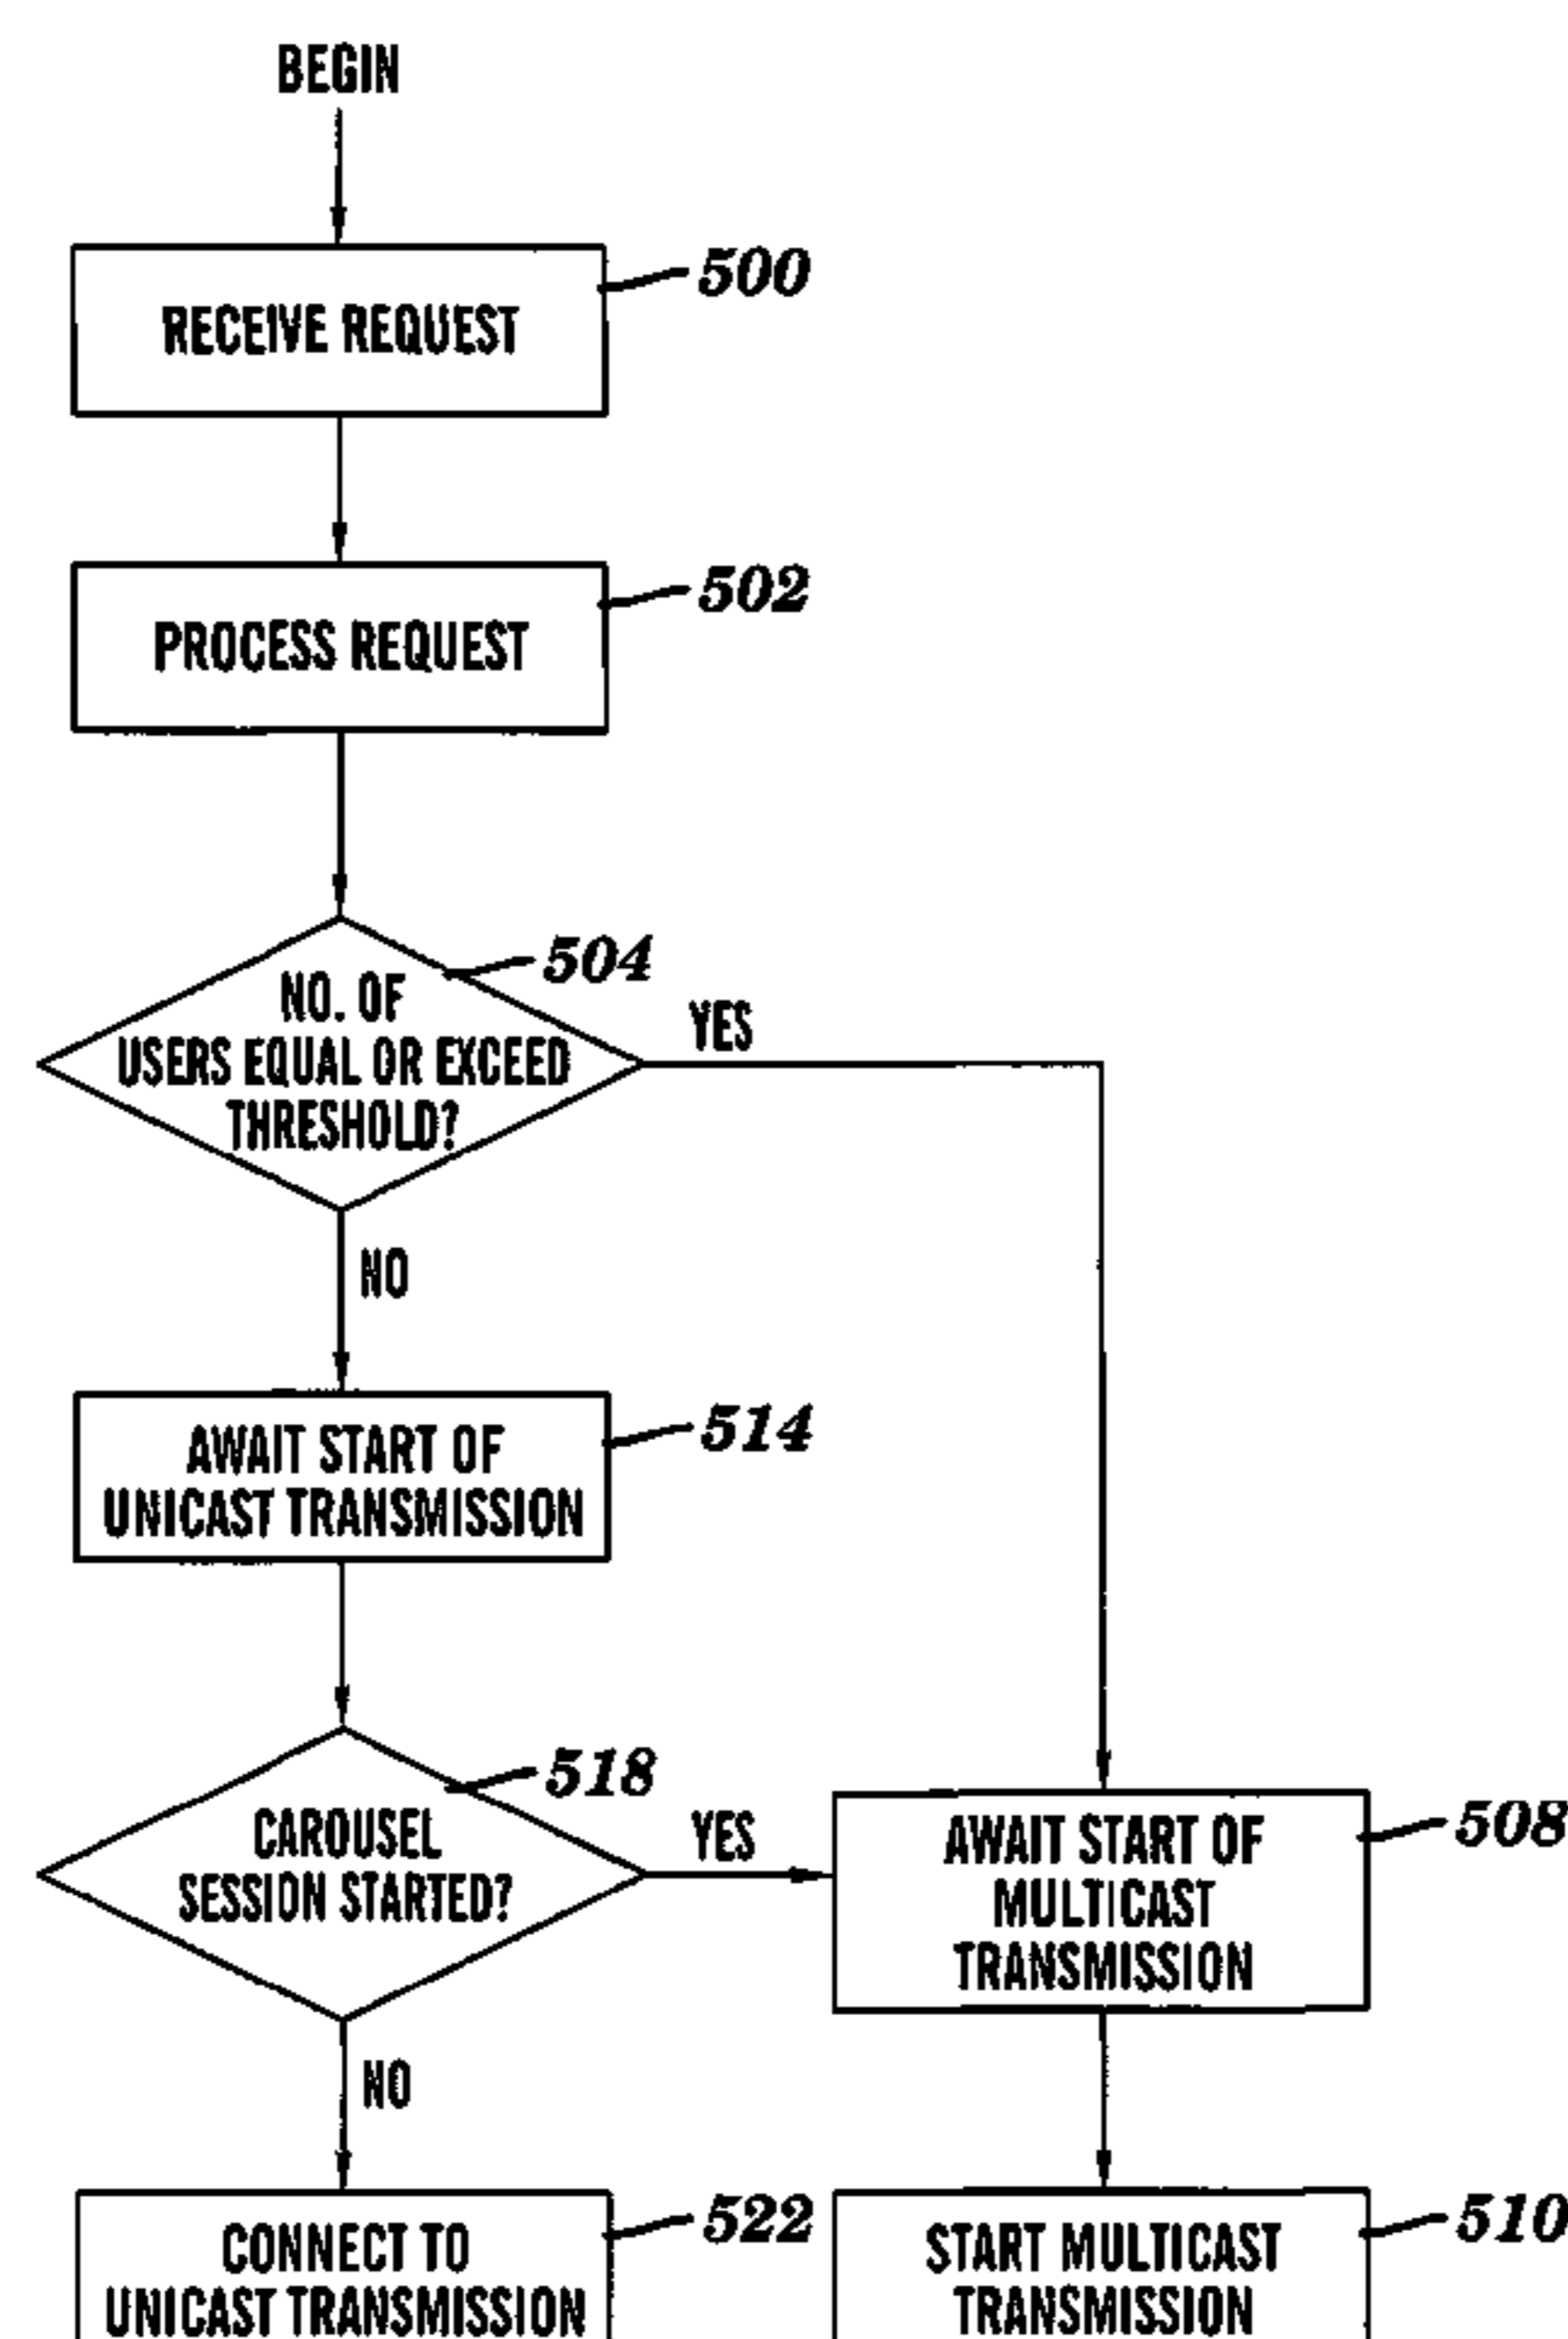 BEGIN
RECEIVE REQUEST
500
PROCESS REQUEST
502
504
NO. OF
USERS EQUAL OR EXCEED
THRESHOLD?
YES
NO
AWAIT START OF
UNICAST TRANSMISSION
514
518
CAROUSEL
SESSION STARTED?
YES
AWAIT START OF
MULTICAST
TRANSMISSION
508
NO
CONNECT TO
UNICAST TRANSMISSION
522
START MULTICAST
TRANSMISSION
510